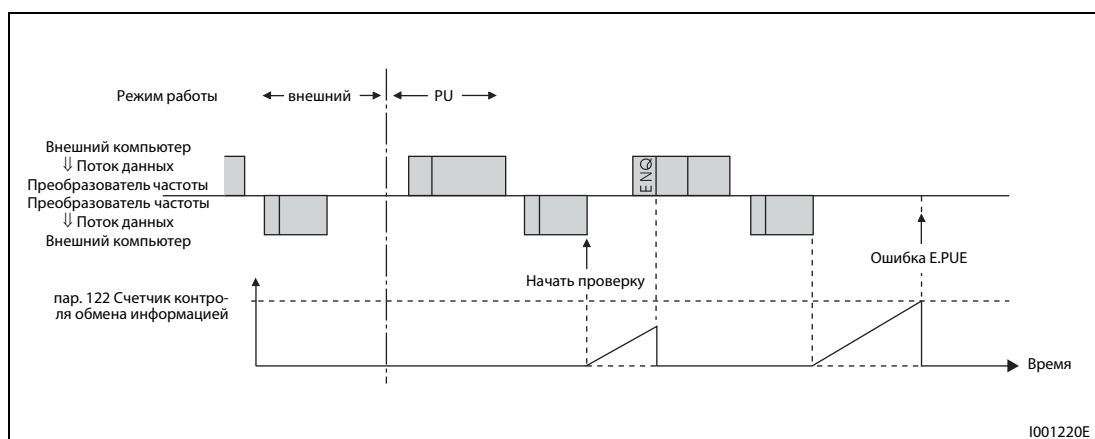 Режим работы
внешний
PU
Внешний компьютер
⇓ Поток данных
Преобразователь частоты
Преобразователь частоты
⇓ Поток данных
Внешний компьютер
ENQ
Начать проверку
Ошибка E.PUE
пар. 122 Счетчик контро-
ля обмена информацией
Время
I001220E